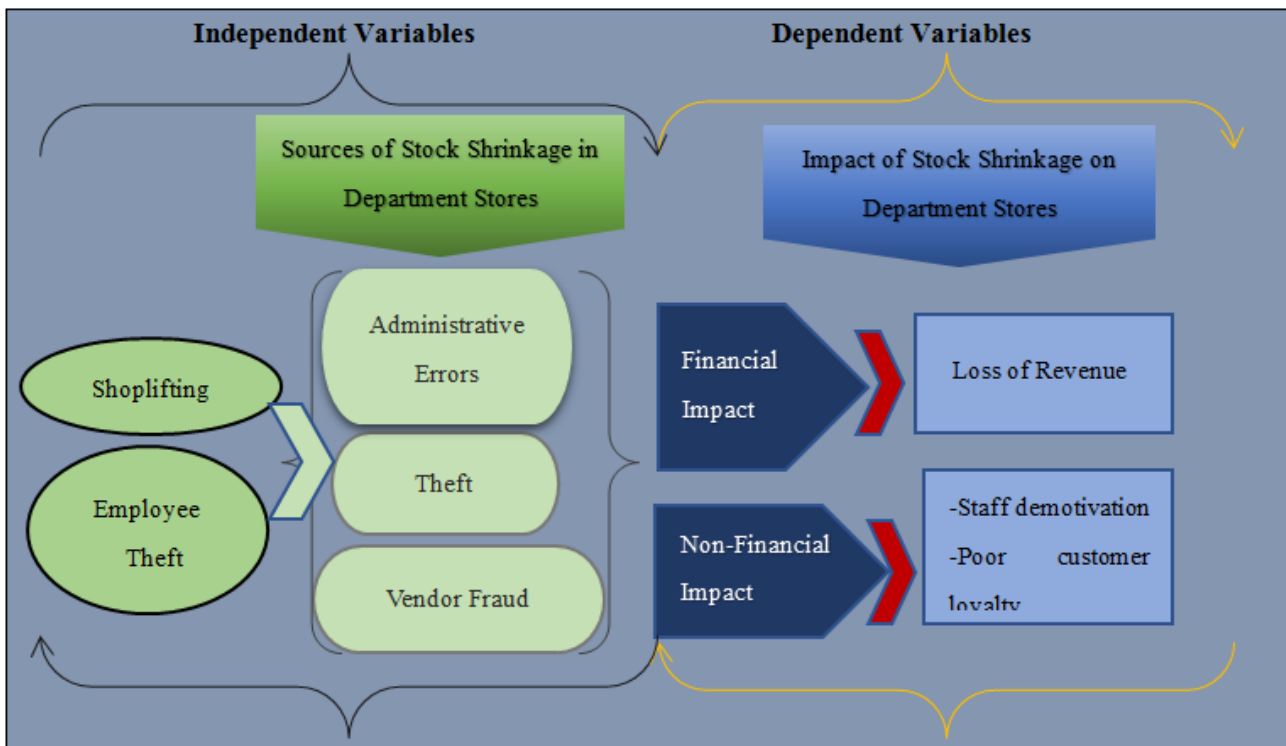 Independent Variables
Dependent Variables
Sources of Stock Shrinkage in
Department Stores
Impact of Stock Shrinkage on
Department Stores
Shoplifting
Employee
Theft
Administrative
Errors
Theft
Vendor Fraud
Financial
Impact
Loss of Revenue
Non-Financial
Impact
-Staff demotivation
-Poor customer
loyalty